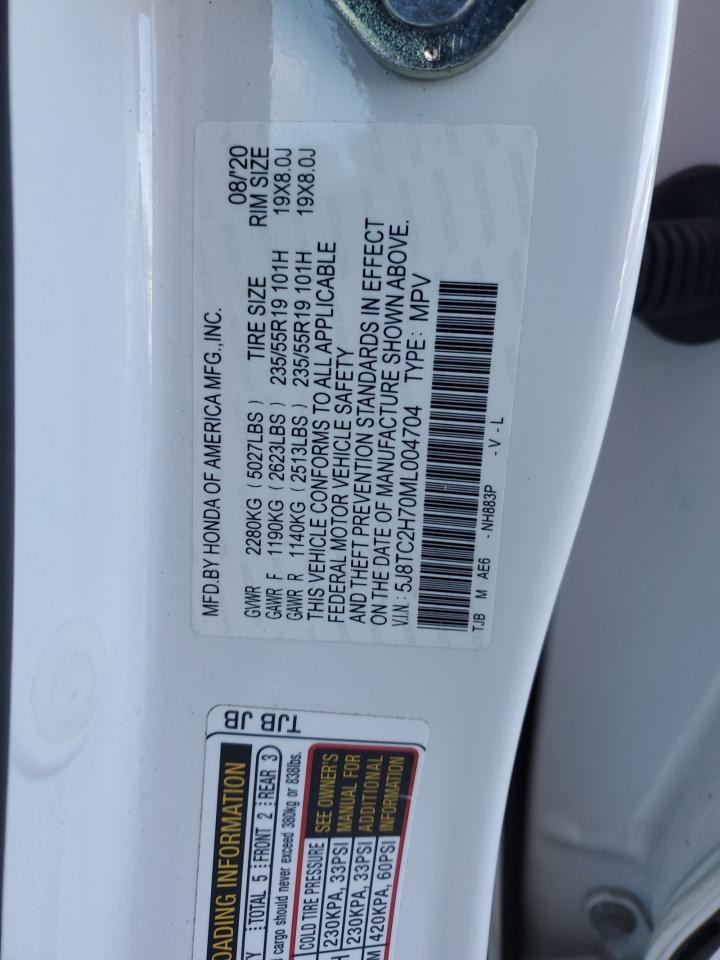 MFD.BY HONDA OF AMERICA MFG.,INC. 08/'20
GVWR 2280KG (5027LBS) TIRE SIZE RIM SIZE
GAWR F 1190KG (2623LBS) 235/55R19 101H 19X8.0J
GAWR R 1140KG (2513LBS) 235/55R19 101H 19X8.0J
THIS VEHICLE CONFORMS TO ALL APPLICABLE
FEDERAL MOTOR VEHICLE SAFETY
AND THEFT PREVENTION STANDARDS IN EFFECT
ON THE DATE OF MANUFACTURE SHOWN ABOVE.
V.I.N.: 5J8TC2H70ML004704 TYPE: MPV
TJB M AE6 -NH883P -V-L
TJB
JB
LOADING INFORMATION
TOTAL 5 FRONT 2 REAR 3
cargo should never exceed 380kg or 838lbs.
COLD TIRE PRESSURE
230KPA, 33PSI
230KPA, 33PSI
420KPA, 60PSI
SEE OWNER'S
MANUAL FOR
ADDITIONAL
INFORMATION